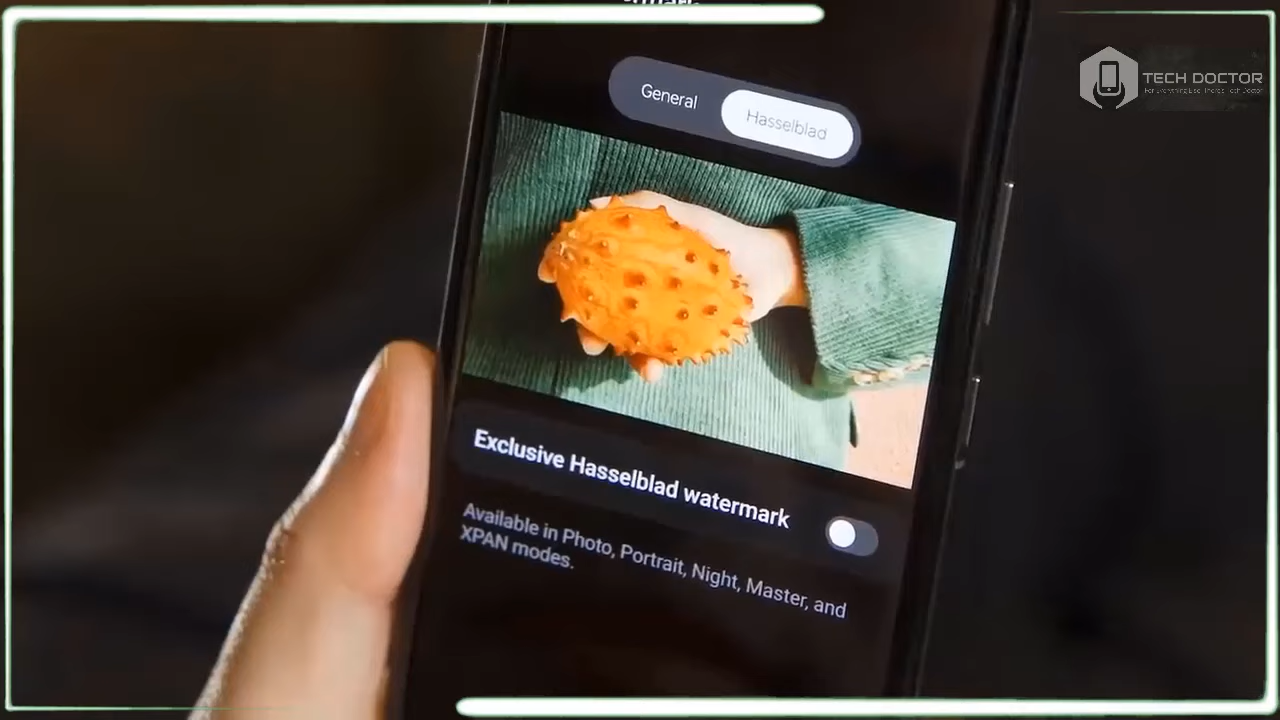 General
Hasselblad
TECH DOCTOR
Exclusive Hasselblad watermark
Available in Photo, Portrait, Night, Master, and
XPAN modes.